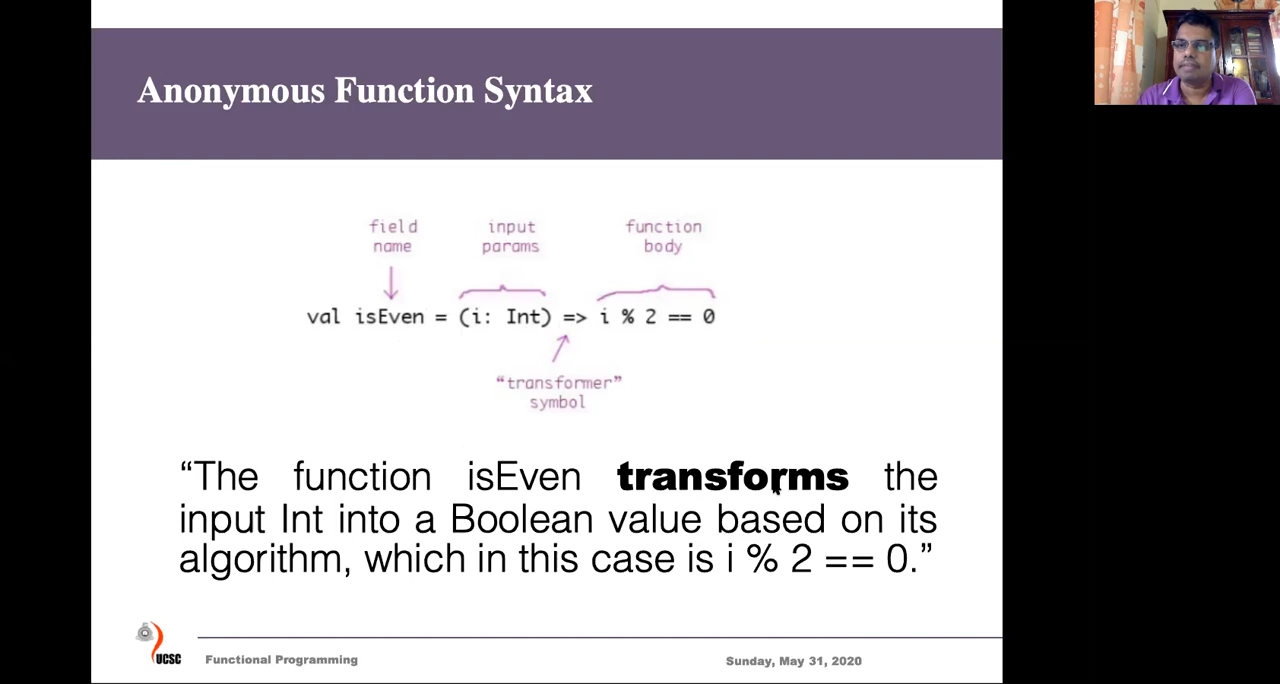 Anonymous Function Syntax
field
name
input
params
function
body
val isEven = (i: Int) => i % 2 == 0
“transformer”
symbol
“The function isEven transforms the
input Int into a Boolean value based on its
algorithm, which in this case is i % 2 == 0.”
UCSC
Functional Programming
Sunday, May 31, 2020